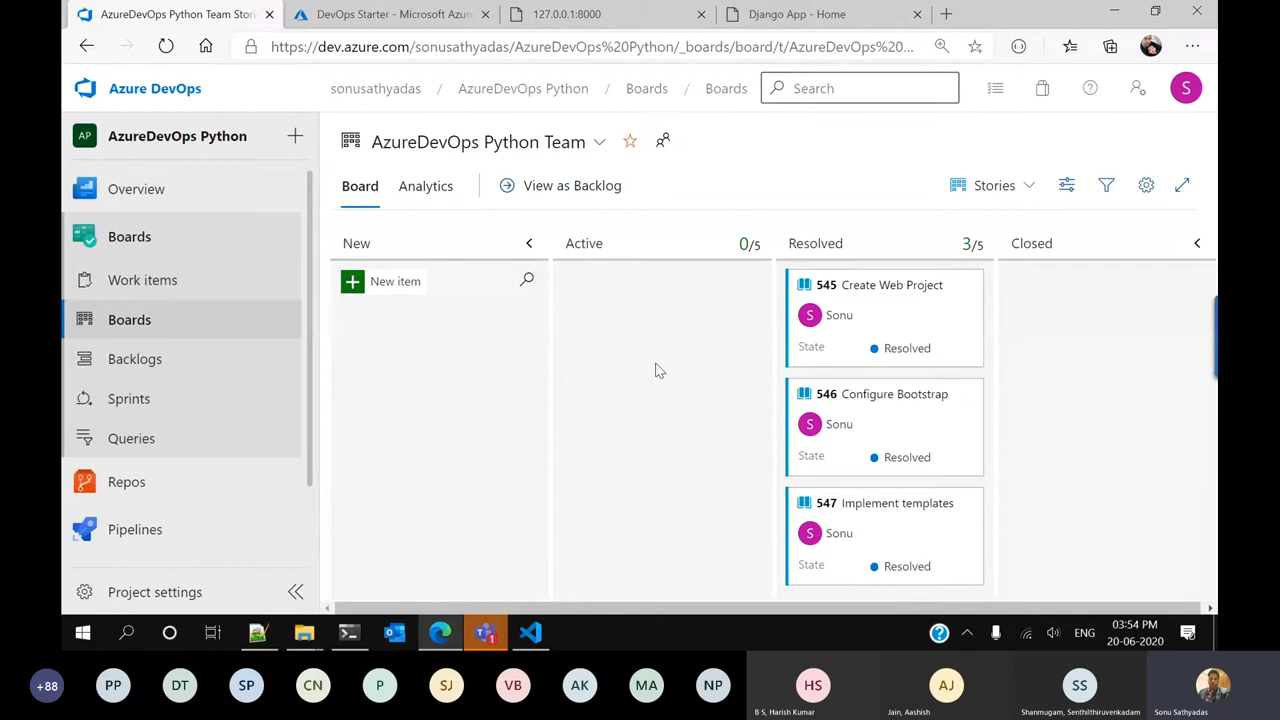 AzureDevOps Python Team Stori
DevOps Starter - Microsoft Azure
127.0.0.1:8000
Django App - Home
https://dev.azure.com/sonusathyadas/AzureDevOps%20Python/_boards/board/t/AzureDevOps%20...
Azure DevOps
sonusathyadas / AzureDevOps Python / Boards / Boards
Search
S
AP AzureDevOps Python
Overview
Boards
Work items
Boards
Backlogs
Sprints
Queries
Repos
Pipelines
Project settings
AzureDevOps Python Team
Board Analytics View as Backlog
Stories
New
Active 0/5
Resolved 3/5
Closed
New item
545 Create Web Project
S Sonu
State Resolved
546 Configure Bootstrap
S Sonu
State Resolved
547 Implement templates
S Sonu
State Resolved
1
ENG
03:54 PM
20-06-2020
+88 PP DT SP CN P SJ VB AK MA NP HS AJ SS
B S, Harish Kumar
Jain, Aashish
Shanmugam, Senthilthiruvenkadam
Sonu Sathyadas